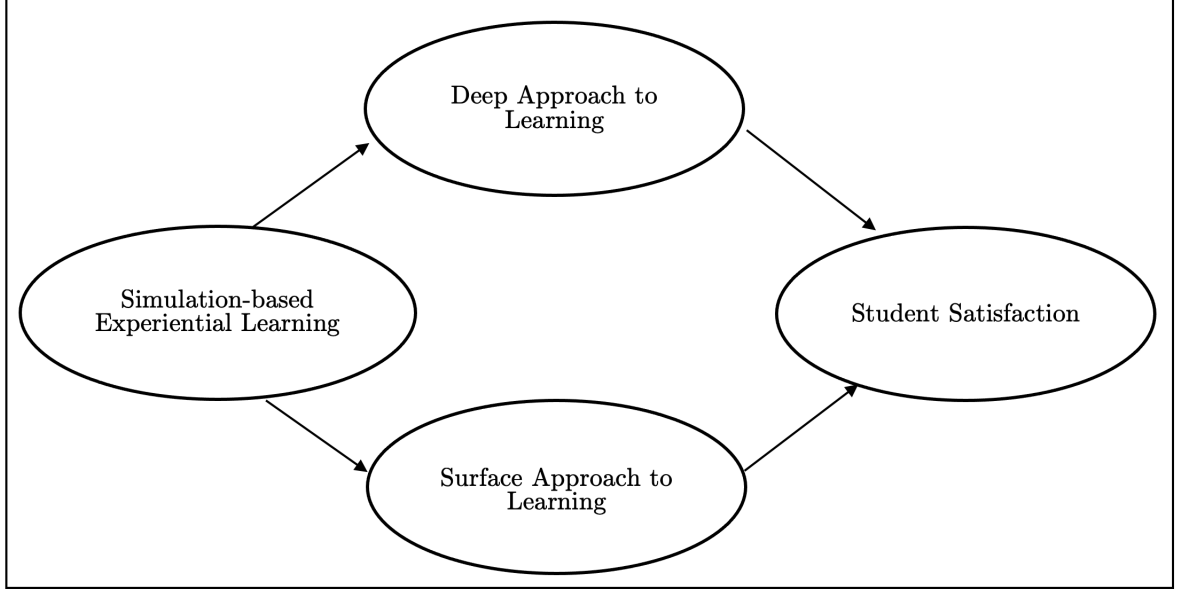 Deep Approach to
Learning
Simulation-based
Experiential Learning
Student Satisfaction
Surface Approach to
Learning